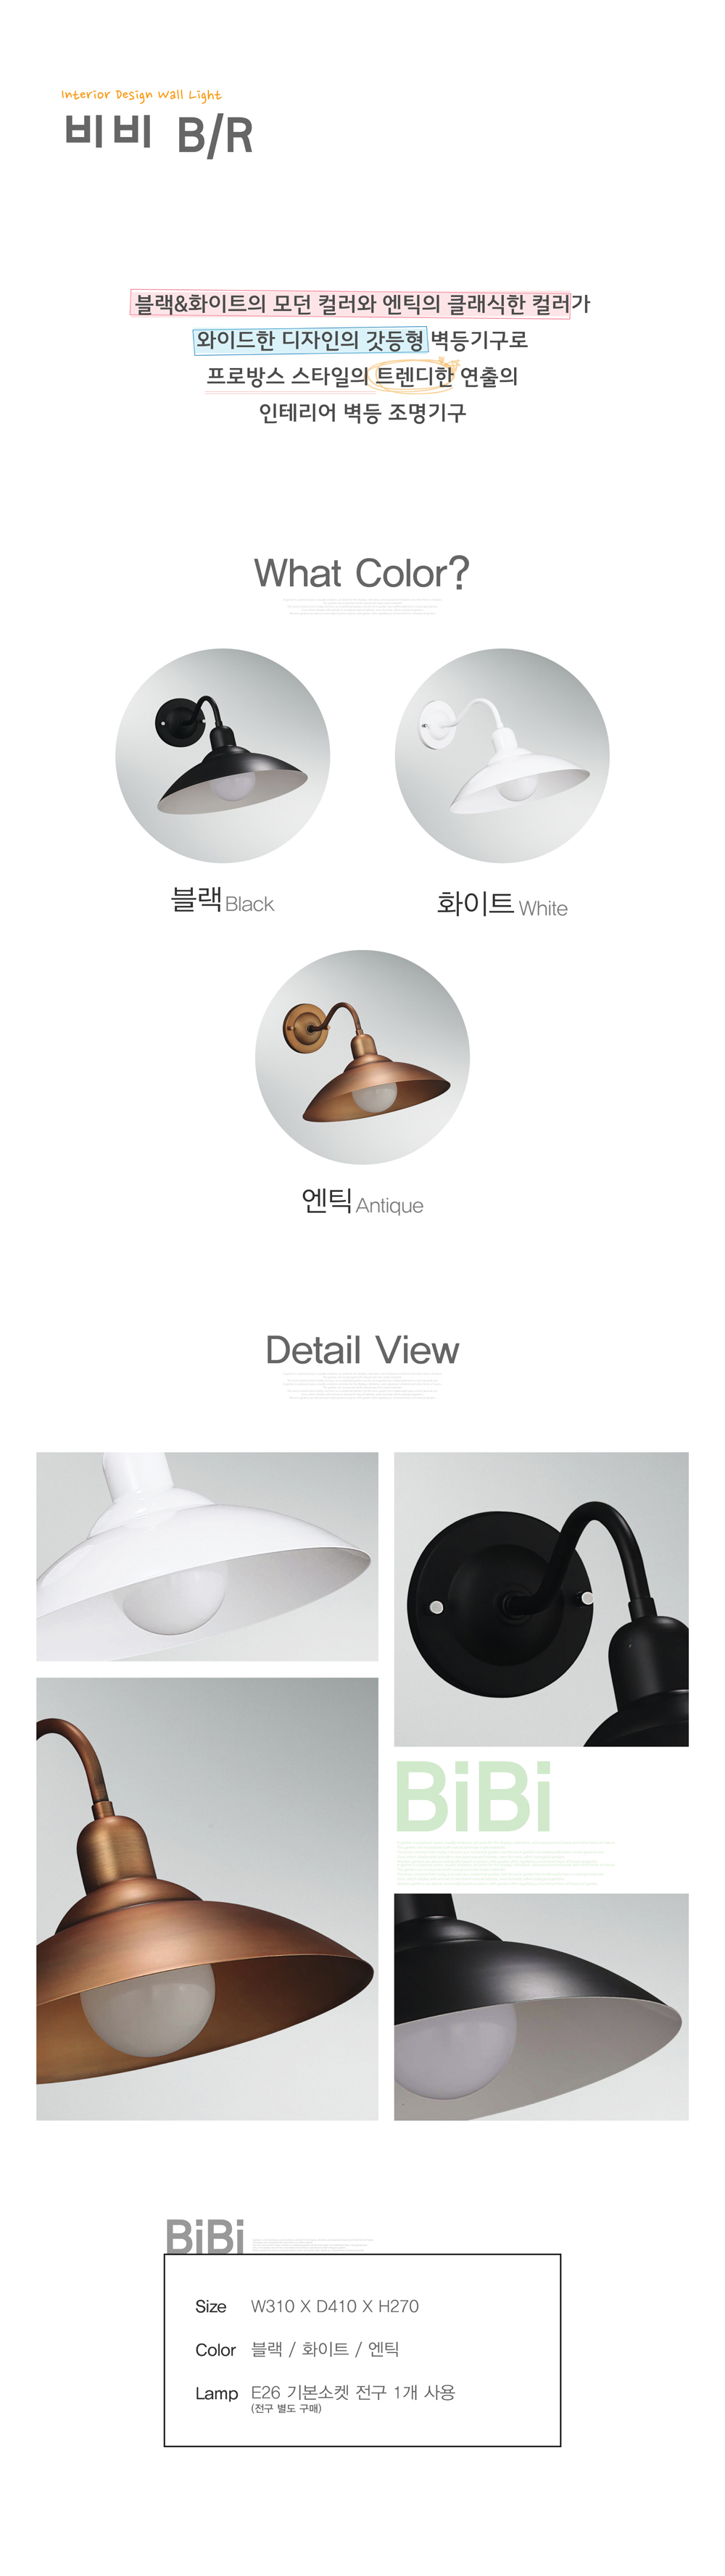 Interior Design Wall Light
비비 B/R
블랙&화이트의 모던 컬러와 엔틱의 클래식한 컬러가
와이드한 디자인의 갓등형 벽등기구로
프로방스 스타일의 트렌디한 연출의
인테리어 벽등 조명기구
What Color?
블랙 Black
화이트 White
엔틱 Antique
Detail View
BiBi
BiBi
Size W310 X D410 X H270
Color 블랙 / 화이트 / 엔틱
Lamp E26 기본소켓 전구 1개 사용
(전구 별도 구매)